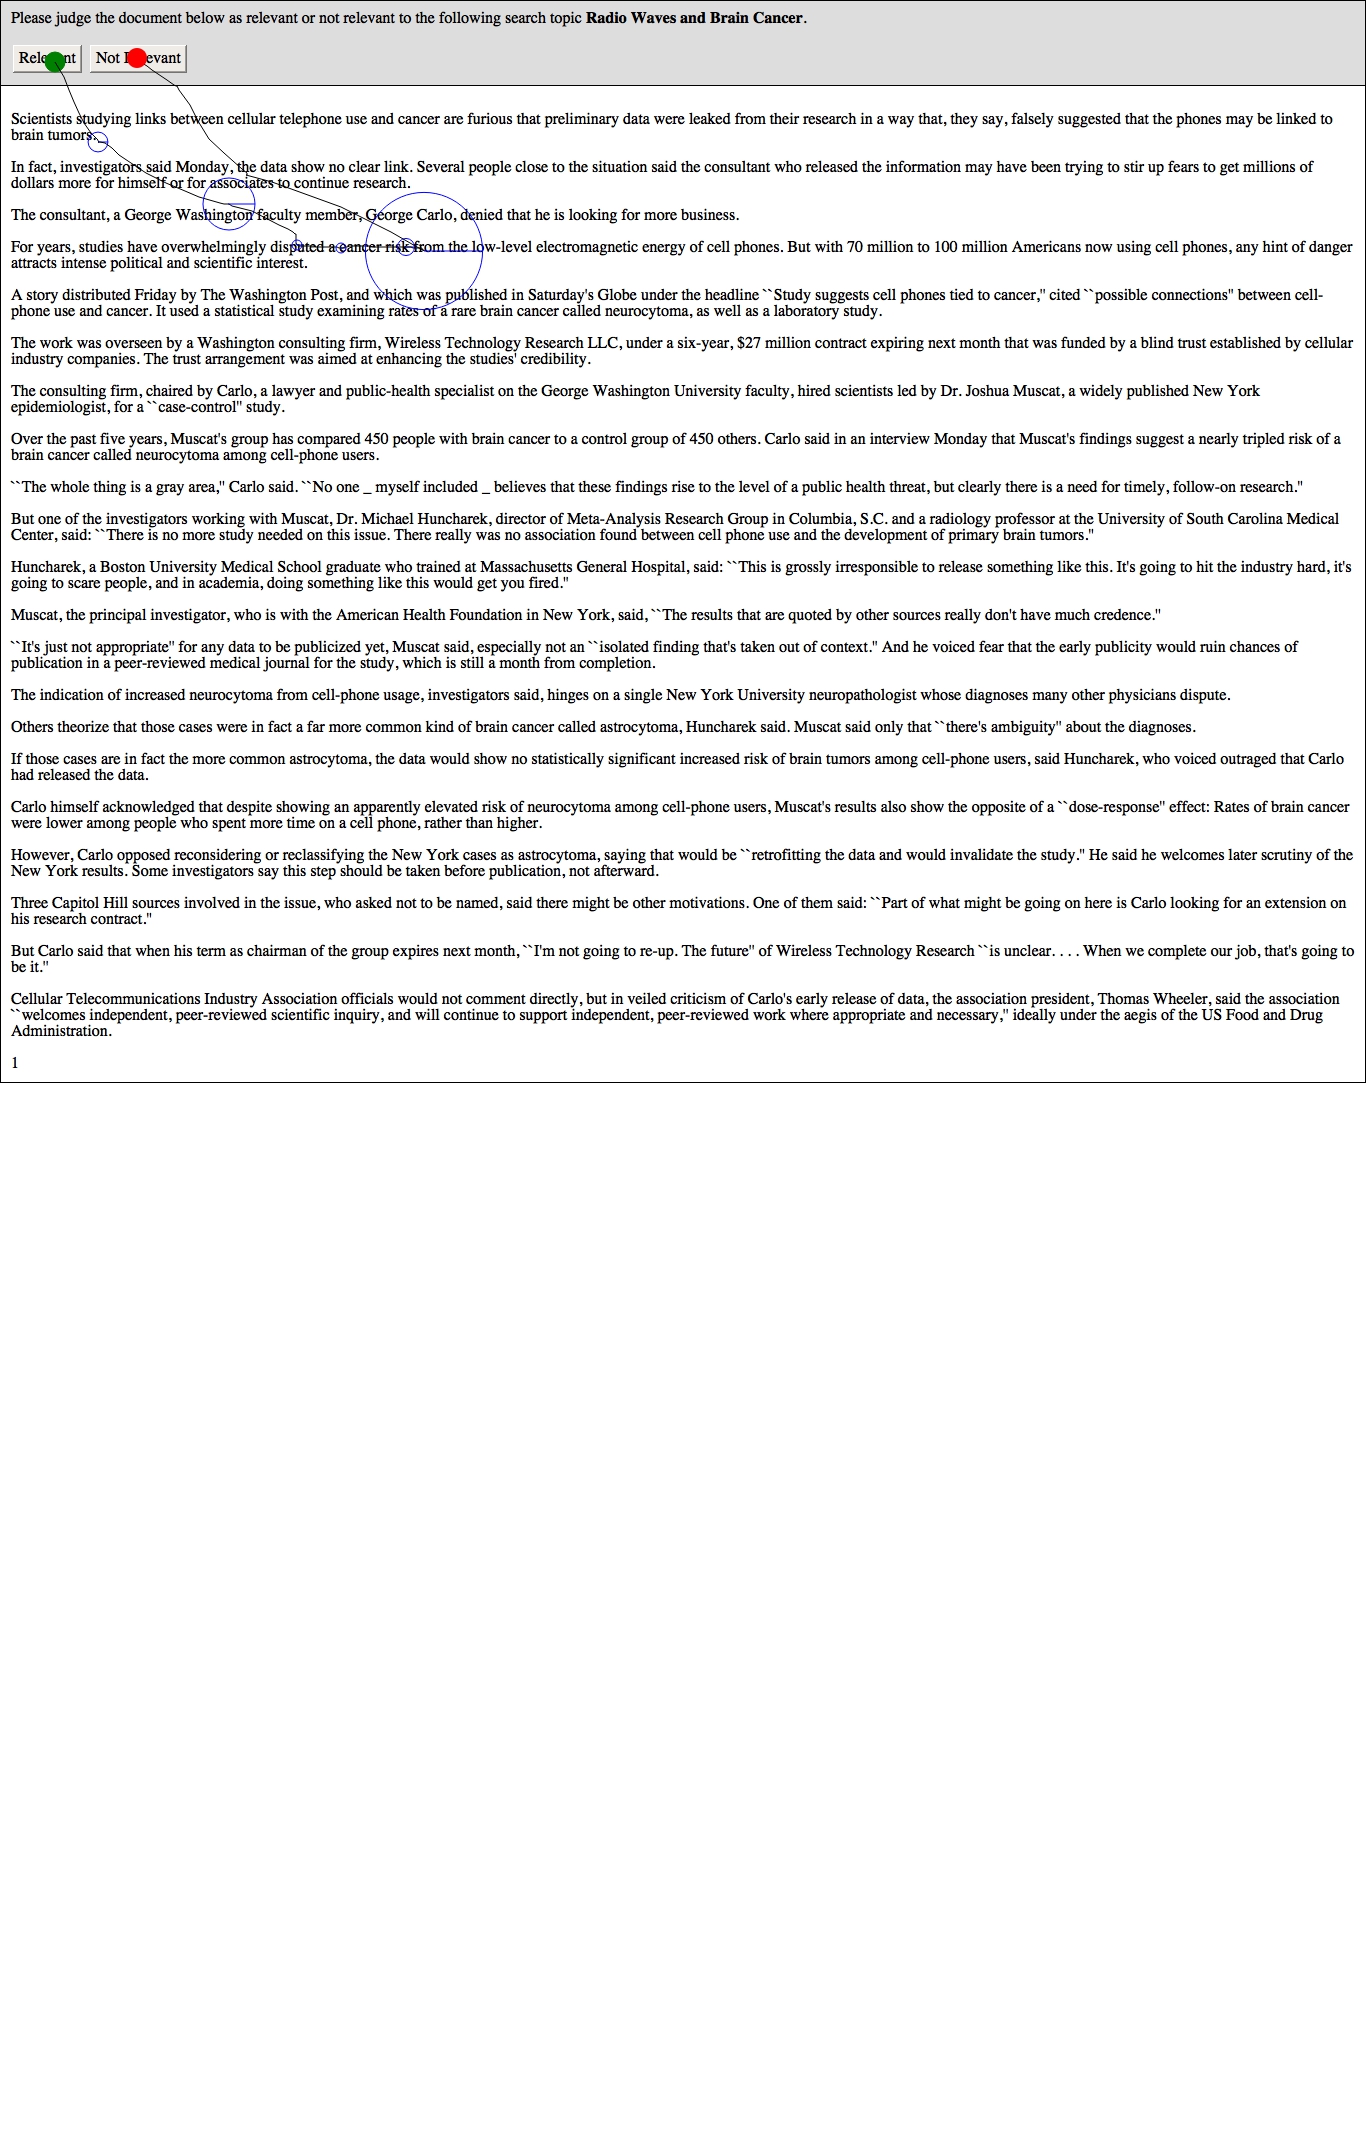 Please judge the document below as relevant or not relevant to the following search topic Radio Waves and Brain Cancer.
Relevant Not Relevant
Scientists studying links between cellular telephone use and cancer are furious that preliminary data were leaked from their research in a way that, they say, falsely suggested that the phones may be linked to
brain tumors.
In fact, investigators said Monday, the data show no clear link. Several people close to the situation said the consultant who released the information may have been trying to stir up fears to get millions of
dollars more for himself or for associates to continue research.
The consultant, a George Washington faculty member, George Carlo, denied that he is looking for more business.
For years, studies have overwhelmingly disputed a cancer risk from the low-level electromagnetic energy of cell phones. But with 70 million to 100 million Americans now using cell phones, any hint of danger
attracts intense political and scientific interest.
A story distributed Friday by The Washington Post, and which was published in Saturday's Globe under the headline ``Study suggests cell phones tied to cancer,'' cited ``possible connections'' between cell-
phone use and cancer. It used a statistical study examining rates of a rare brain cancer called neurocytoma, as well as a laboratory study.
The work was overseen by a Washington consulting firm, Wireless Technology Research LLC, under a six-year, $27 million contract expiring next month that was funded by a blind trust established by cellular
industry companies. The trust arrangement was aimed at enhancing the studies' credibility.
The consulting firm, chaired by Carlo, a lawyer and public-health specialist on the George Washington University faculty, hired scientists led by Dr. Joshua Muscat, a widely published New York
epidemiologist, for a ``case-control'' study.
Over the past five years, Muscat's group has compared 450 people with brain cancer to a control group of 450 others. Carlo said in an interview Monday that Muscat's findings suggest a nearly tripled risk of a
brain cancer called neurocytoma among cell-phone users.
``The whole thing is a gray area,'' Carlo said. ``No one _ myself included _ believes that these findings rise to the level of a public health threat, but clearly there is a need for timely, follow-on research.''
But one of the investigators working with Muscat, Dr. Michael Huncharek, director of Meta-Analysis Research Group in Columbia, S.C. and a radiology professor at the University of South Carolina Medical
Center, said: ``There is no more study needed on this issue. There really was no association found between cell phone use and the development of primary brain tumors.''
Huncharek, a Boston University Medical School graduate who trained at Massachusetts General Hospital, said: ``This is grossly irresponsible to release something like this. It's going to hit the industry hard, it's
going to scare people, and in academia, doing something like this would get you fired.''
Muscat, the principal investigator, who is with the American Health Foundation in New York, said, ``The results that are quoted by other sources really don't have much credence.''
``It's just not appropriate'' for any data to be publicized yet, Muscat said, especially not an ``isolated finding that's taken out of context.'' And he voiced fear that the early publicity would ruin chances of
publication in a peer-reviewed medical journal for the study, which is still a month from completion.
The indication of increased neurocytoma from cell-phone usage, investigators said, hinges on a single New York University neuropathologist whose diagnoses many other physicians dispute.
Others theorize that those cases were in fact a far more common kind of brain cancer called astrocytoma, Huncharek said. Muscat said only that ``there's ambiguity'' about the diagnoses.
If those cases are in fact the more common astrocytoma, the data would show no statistically significant increased risk of brain tumors among cell-phone users, said Huncharek, who voiced outraged that Carlo
had released the data.
Carlo himself acknowledged that despite showing an apparently elevated risk of neurocytoma among cell-phone users, Muscat's results also show the opposite of a ``dose-response'' effect: Rates of brain cancer
were lower among people who spent more time on a cell phone, rather than higher.
However, Carlo opposed reconsidering or reclassifying the New York cases as astrocytoma, saying that would be ``retrofitting the data and would invalidate the study.'' He said he welcomes later scrutiny of the
New York results. Some investigators say this step should be taken before publication, not afterward.
Three Capitol Hill sources involved in the issue, who asked not to be named, said there might be other motivations. One of them said: ``Part of what might be going on here is Carlo looking for an extension on
his research contract.''
But Carlo said that when his term as chairman of the group expires next month, ``I'm not going to re-up. The future'' of Wireless Technology Research ``is unclear. . . . When we complete our job, that's going to
be it.''
Cellular Telecommunications Industry Association officials would not comment directly, but in veiled criticism of Carlo's early release of data, the association president, Thomas Wheeler, said the association
``welcomes independent, peer-reviewed scientific inquiry, and will continue to support independent, peer-reviewed work where appropriate and necessary,'' ideally under the aegis of the US Food and Drug
Administration.
1